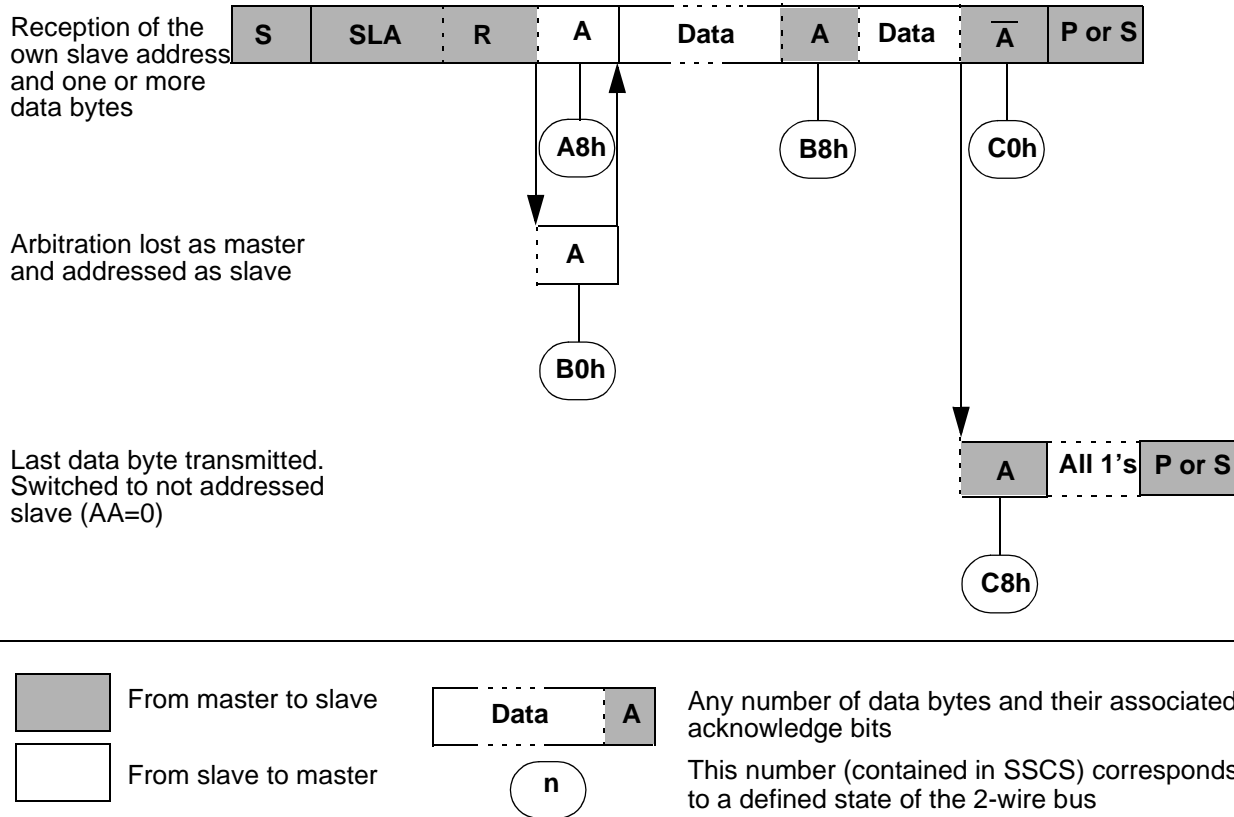 Reception of the
own slave address
and one or more
data bytes
S SLA R A Data A Data A̅ P or S
A8h B8h C0h
Arbitration lost as master
and addressed as slave
A
B0h
Last data byte transmitted.
Switched to not addressed
slave (AA=0)
A All 1's P or S
C8h
From master to slave
From slave to master
Data A
n
Any number of data bytes and their associated
acknowledge bits
This number (contained in SSCS) corresponds
to a defined state of the 2-wire bus